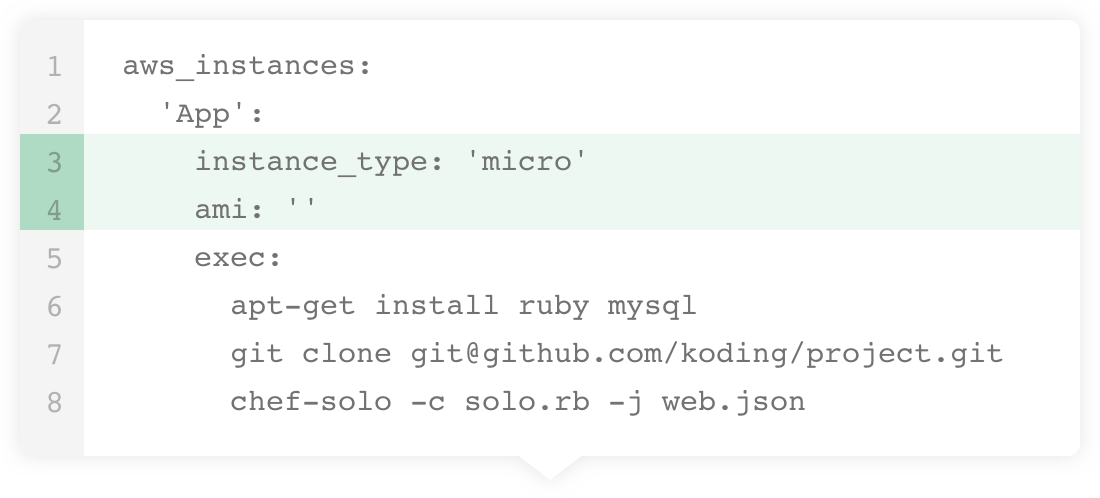 1 aws_instances:
2 'App':
3 instance_type: 'micro'
4 ami: ''
5 exec:
6 apt-get install ruby mysql
7 git clone git@github.com/koding/project.git
8 chef-solo -c solo.rb -j web.json